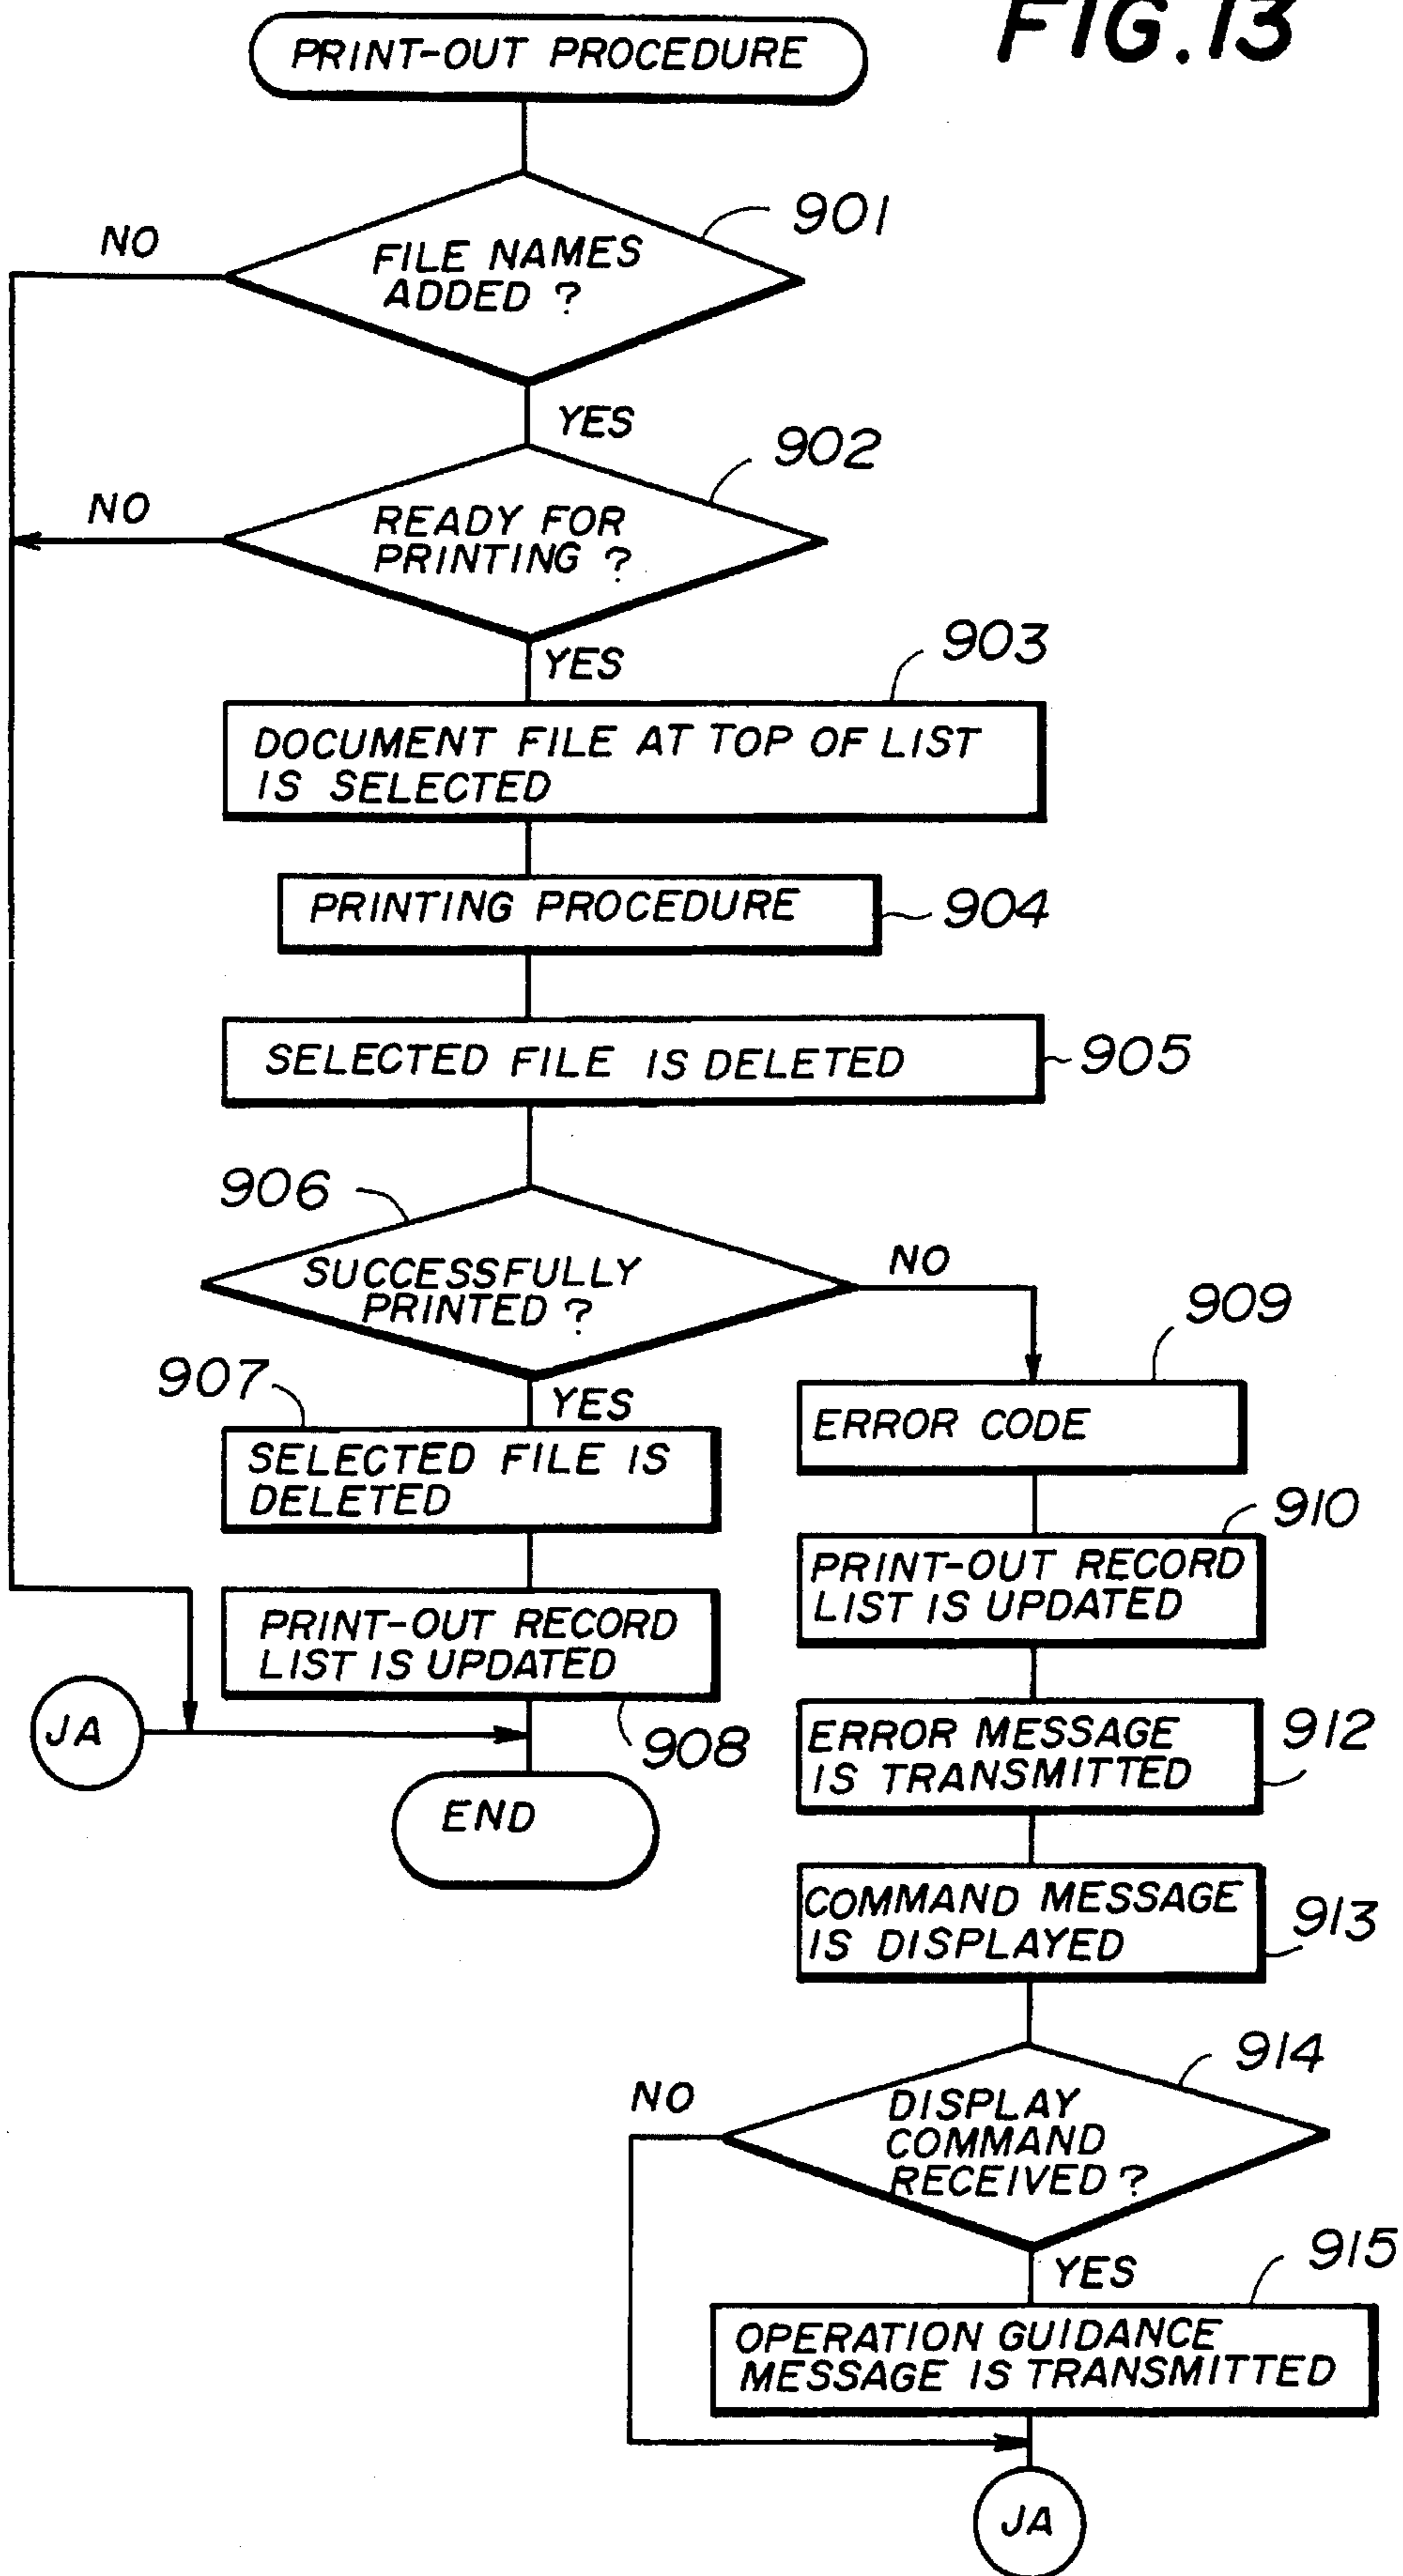 FIG.13
PRINT-OUT PROCEDURE
901
NO
FILE NAMES
ADDED ?
YES
902
NO
READY FOR
PRINTING ?
YES
903
DOCUMENT FILE AT TOP OF LIST
IS SELECTED
PRINTING PROCEDURE
904
SELECTED FILE IS DELETED
905
906
SUCCESSFULLY
PRINTED ?
NO
909
907
YES
ERROR CODE
SELECTED FILE IS
DELETED
910
PRINT-OUT RECORD
LIST IS UPDATED
PRINT-OUT RECORD
LIST IS UPDATED
JA
908
ERROR MESSAGE
IS TRANSMITTED
912
END
COMMAND MESSAGE
IS DISPLAYED
913
914
NO
DISPLAY
COMMAND
RECEIVED ?
915
YES
OPERATION GUIDANCE
MESSAGE IS TRANSMITTED
JA